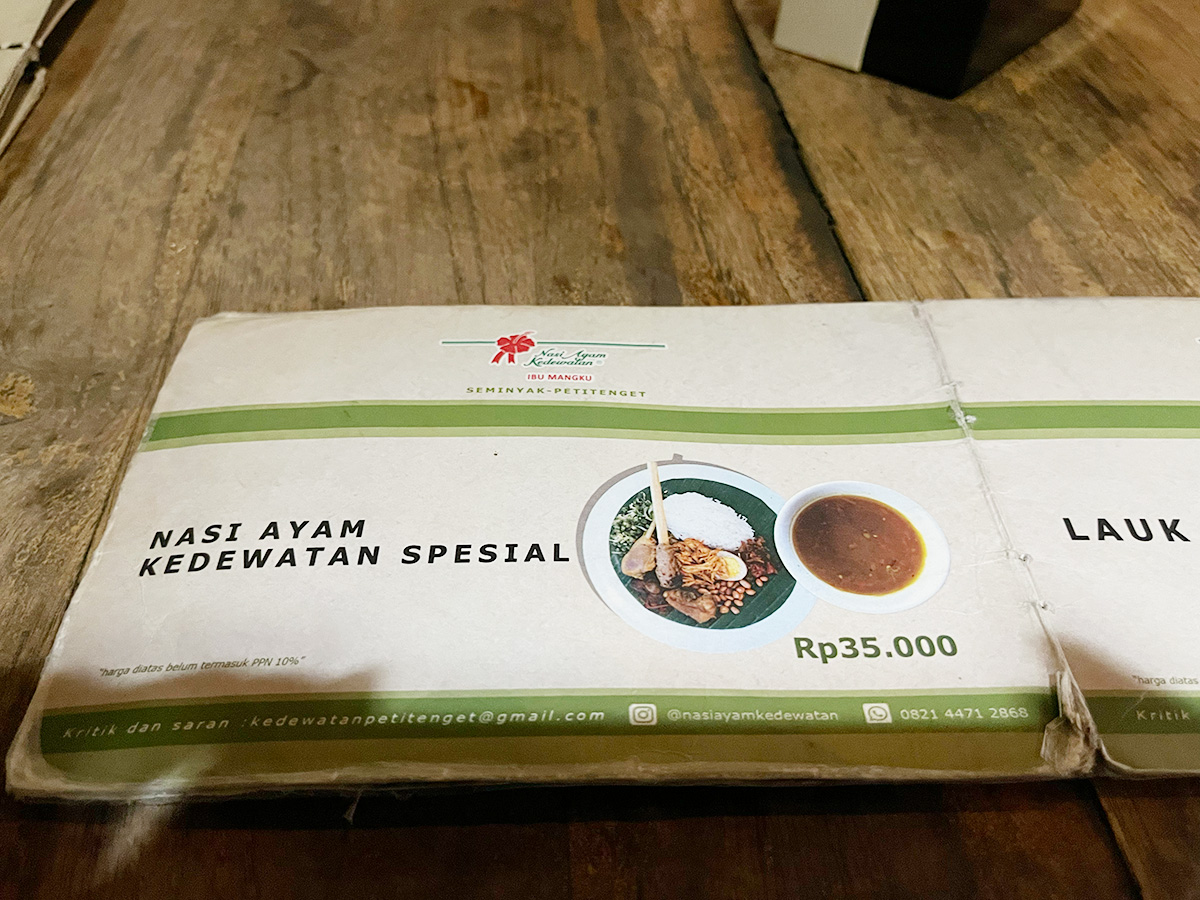 Nasi Ayam
Kedewatan
IBU MANGKU
SEMINYAK-PETITENGET
NASI AYAM
KEDEWATAN SPESIAL
Rp35.000
"harga diatas belum termasuk PPN 10%"
Kritik dan saran :kedewatanpetitenget@gmail.com @nasiayamkedewatan 0821 4471 2868
LAUK
"harga diatas
Kritik